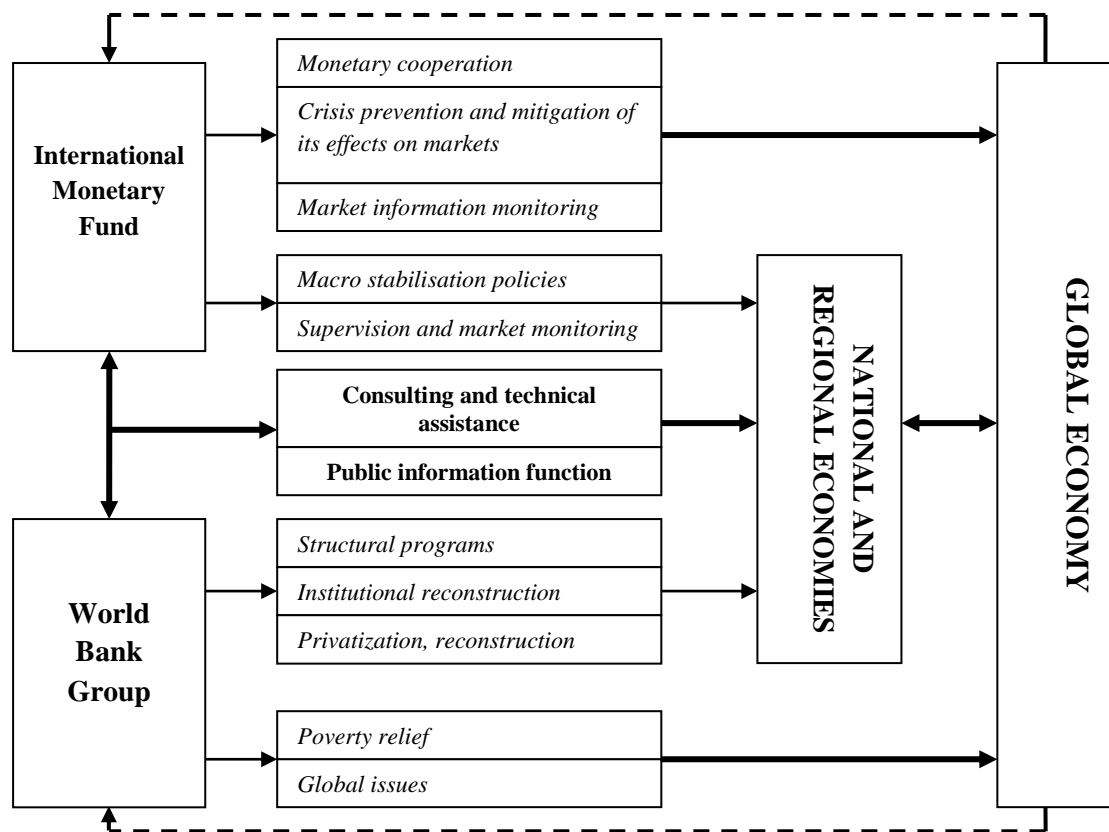 International
Monetary
Fund
Monetary cooperation
Crisis prevention and mitigation of
its effects on markets
Market information monitoring
Macro stabilisation policies
Supervision and market monitoring
Consulting and technical
assistance
Public information function
World
Bank
Group
Structural programs
Institutional reconstruction
Privatization, reconstruction
Poverty relief
Global issues
NATIONAL AND
REGIONAL ECONOMIES
GLOBAL ECONOMY